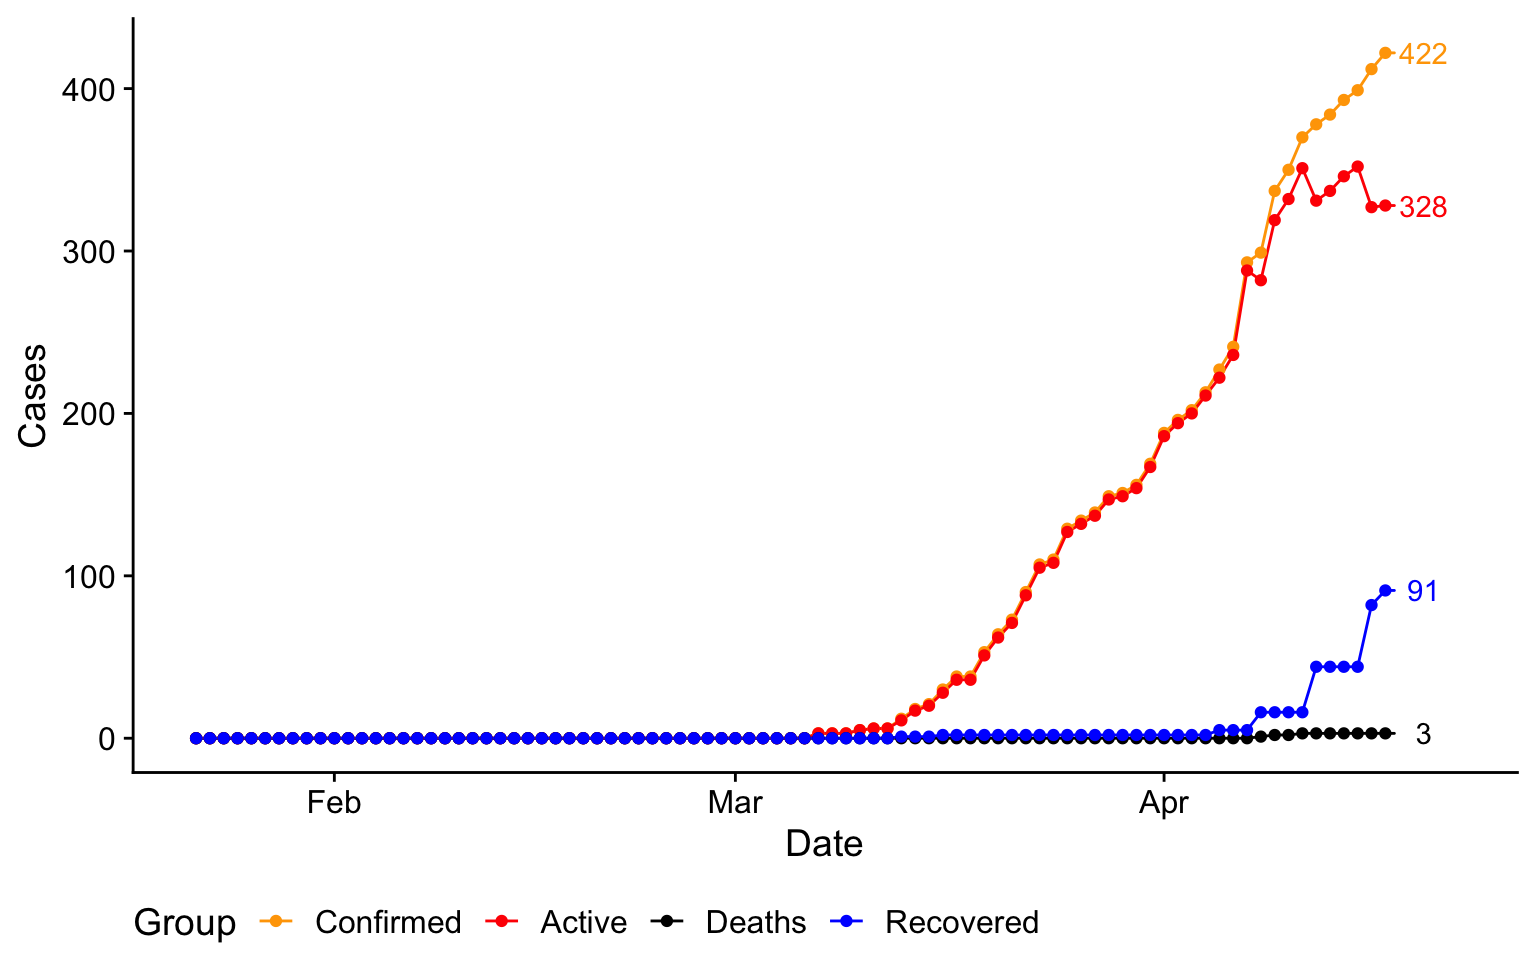 422
400
328
300
Cases
200
100
91
3
0
Feb Mar Apr
Date
Group Confirmed Active Deaths Recovered